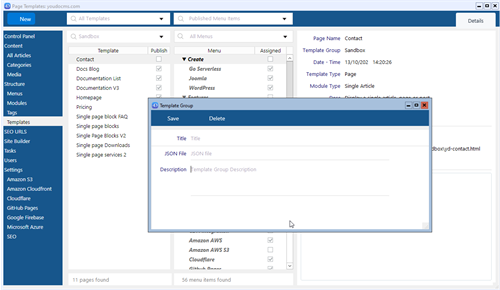 Page Templates youdocms.com
New
All Templates
Published Menu Items
Details
Control Panel
Content
All Articles
Categories
Media
Structure
Menus
Modules
Tags
Templates
SEO URLS
Site Builder
Tasks
Users
Settings
Amazon S3
Amazon Cloudfront
Cloudflare
GitHub Pages
Google Firebase
Microsoft Azure
SEO
Sandbox
Template Publish
Contact
Docs Blog
Documentation List
Documentation V3
Homepage
Pricing
Single page block FAQ
Single page blocks
Single page Blocks V2
Single page Downloads
Single page services 2
11 pages found
All Menus
Menu Assigned
Create
Go Serverless
Joomla
WordPress
Features
Amazon AWS
Amazon AWS S3
Cloudflare
Github Pages
56 menu items found
Page Name Contact
Template Group Sandbox
Date - Time 13/10/202 14:20:26
Template Type Page
Module Type Single Article
Template Group
Save Delete
Title Title
JSON File JSON file
Description Template Group Description